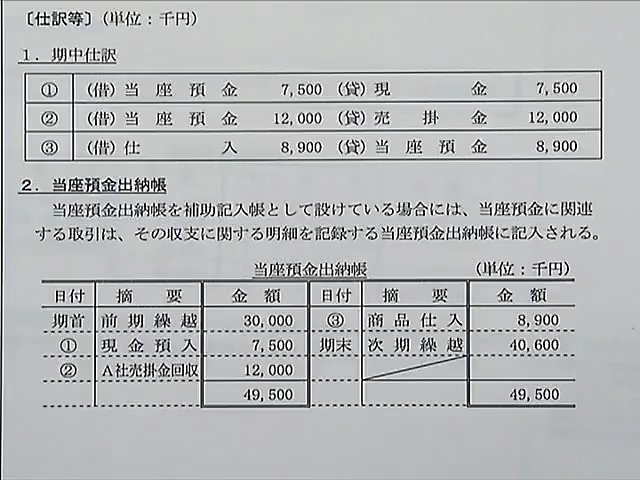 〔仕訳等〕(単位：千円)
1．期中仕訳
① (借) 当座預金 7,500 (貸) 現金 7,500
② (借) 当座預金 12,000 (貸) 売掛金 12,000
③ (借) 仕入 8,900 (貸) 当座預金 8,900
2．当座預金出納帳
当座預金出納帳を補助記入帳として設けている場合には、当座預金に関連
する取引は、その収支に関する明細を記録する当座預金出納帳に記入される。
当座預金出納帳 (単位：千円)
日付 摘要 金額 日付 摘要 金額
期首 前期繰越 30,000 ③ 商品仕入 8,900
① 現金預入 7,500 期末 次期繰越 40,600
② A社売掛金回収 12,000
49,500 49,500